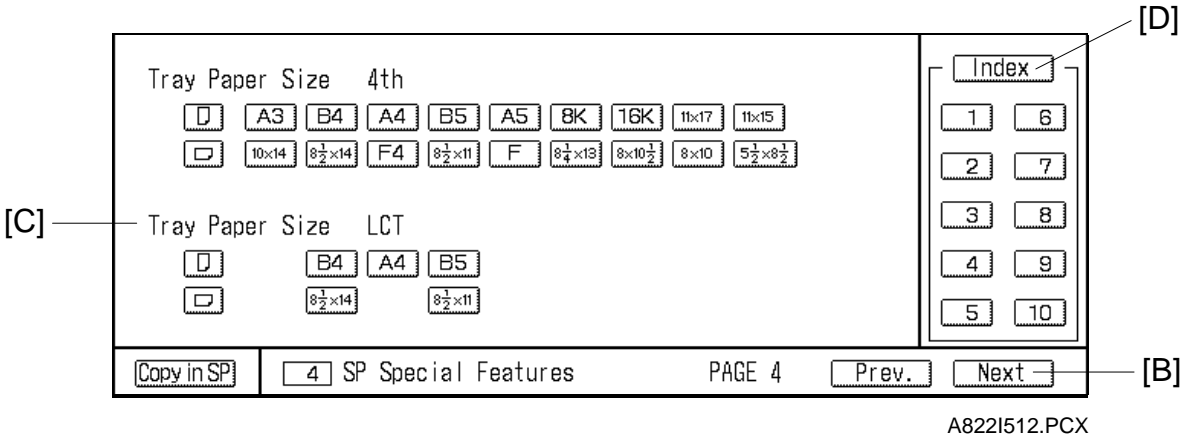 [D]
Index
Tray Paper Size 4th
A3 B4 A4 B5 A5 8K 16K 11×17 11×15
1 6
10×14 8½×14 F4 8½×11 F 8¼×13 8×10½ 8×10 5½×8½
2 7
[C]
Tray Paper Size LCT
3 8
B4 A4 B5
4 9
8½×14 8½×11
5 10
Copy in SP 4 SP Special Features PAGE 4 Prev. Next [B]
A822I512.PCX